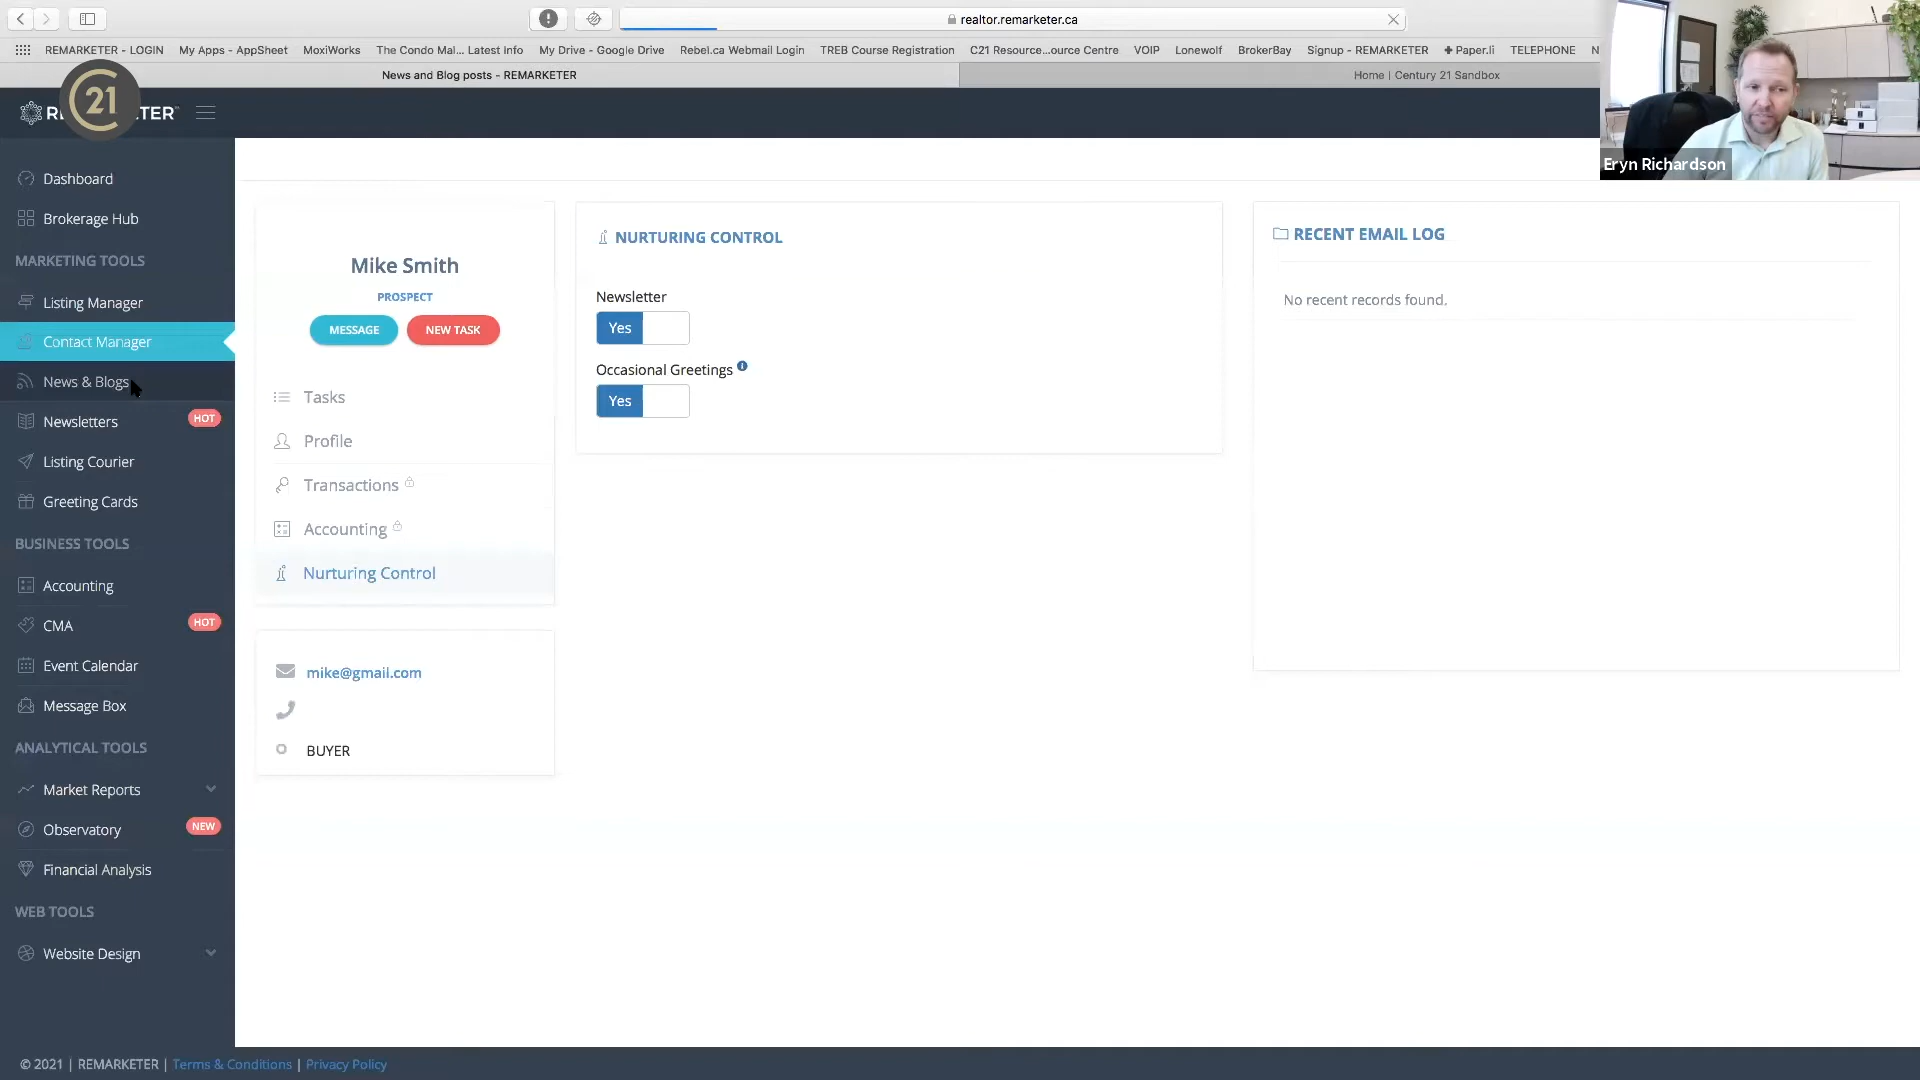 realtor.remarketer.ca
REMARKETER - LOGIN My Apps - AppSheet MoxiWorks The Condo Mal... Latest Info My Drive - Google Drive Rebel.ca Webmail Login TREB Course Registration C21 Resource...ource Centre VOIP Lonewolf BrokerBay Signup - REMARKETER Paper.li TELEPHONE N
News and Blog posts - REMARKETER Home | Century 21 Sandbox
21
ETER
Eryn Richardson
Dashboard
Brokerage Hub
MARKETING TOOLS
Listing Manager
Contact Manager
News & Blogs
Newsletters HOT
Listing Courier
Greeting Cards
BUSINESS TOOLS
Accounting
CMA HOT
Event Calendar
Message Box
ANALYTICAL TOOLS
Market Reports
Observatory NEW
Financial Analysis
WEB TOOLS
Website Design
Mike Smith
PROSPECT
MESSAGE NEW TASK
Tasks
Profile
Transactions
Accounting
Nurturing Control
mike@gmail.com
BUYER
NURTURING CONTROL
Newsletter
Yes
Occasional Greetings
Yes
RECENT EMAIL LOG
No recent records found.
© 2021 | REMARKETER | Terms & Conditions | Privacy Policy